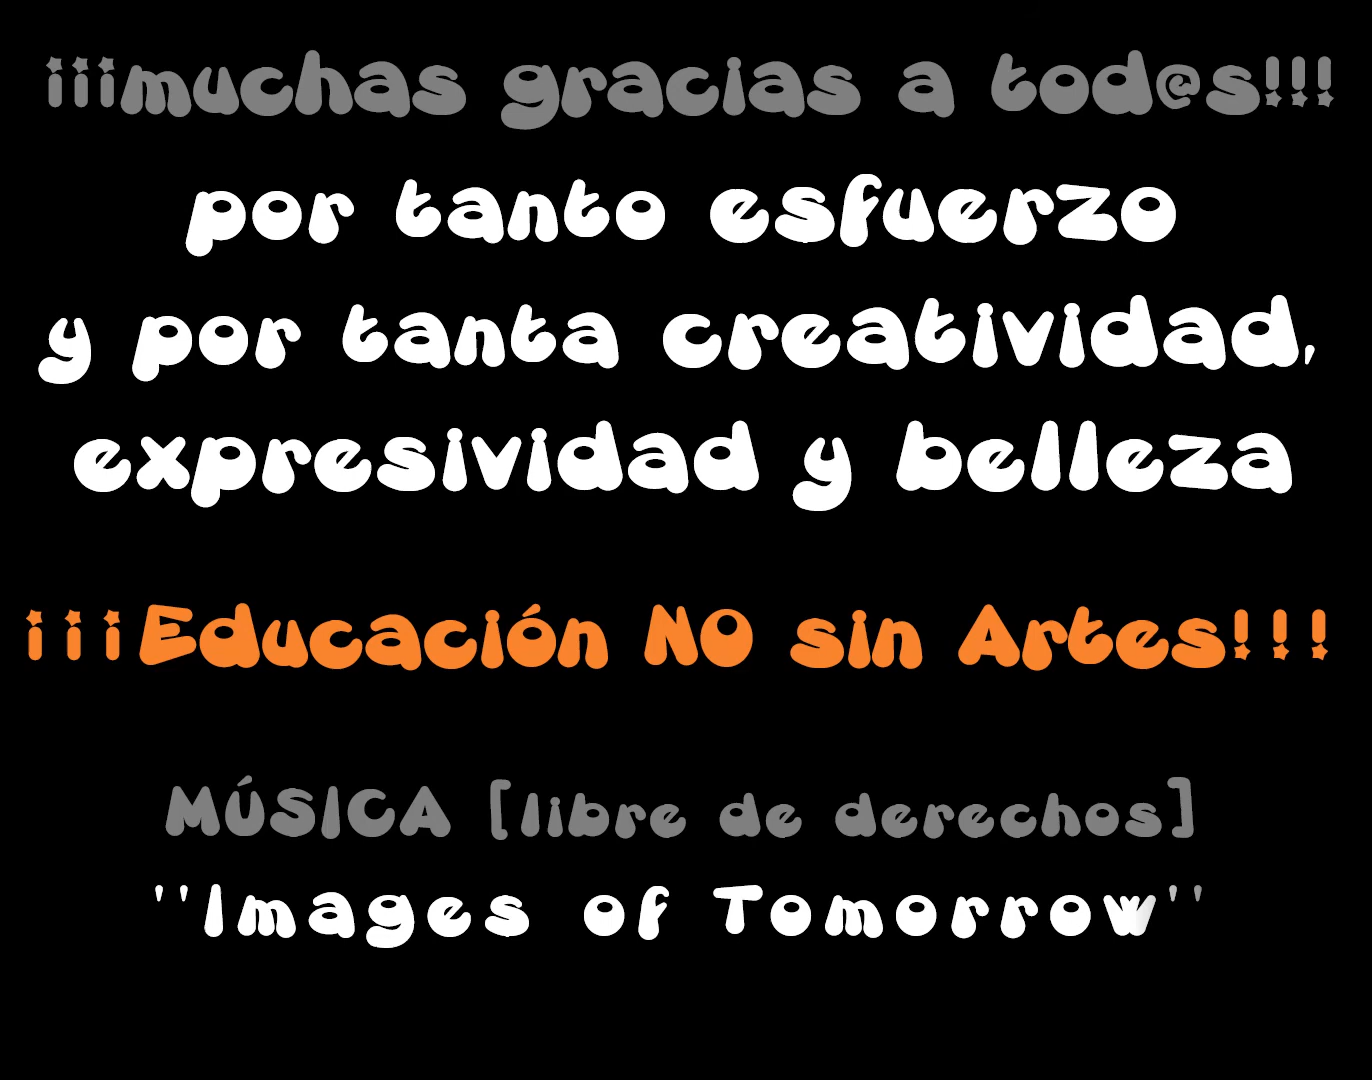 ¡¡¡muchas gracias a tod@s!!!
por tanto esfuerzo
y por tanta creatividad,
expresividad y belleza
¡¡¡Educación NO sin Artes!!!
MÚSICA [libre de derechos]
''Images of Tomorrow''